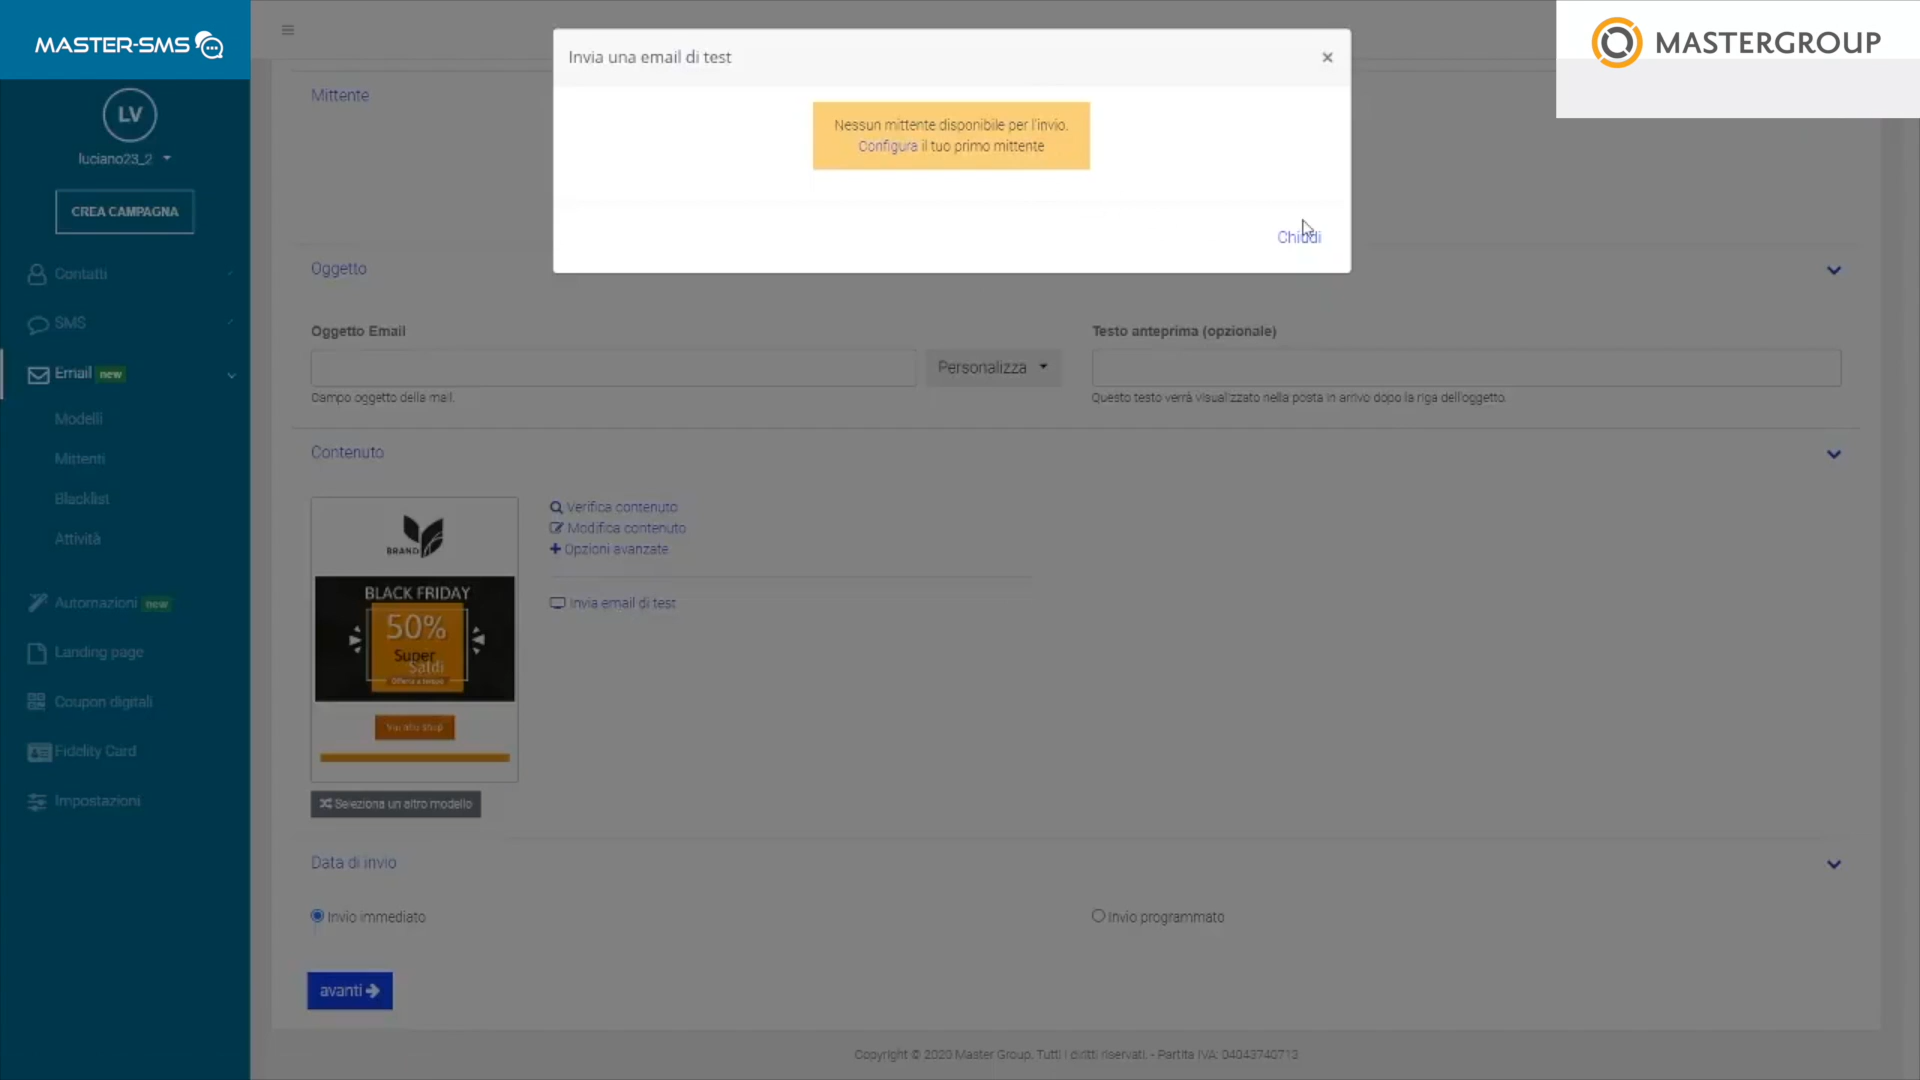 MASTER-SMS
MASTERGROUP
Invia una email di test
×
LV
luciano23_2
CREA CAMPAGNA
Contatti
SMS
Email new
Modelli
Mittenti
Blacklist
Attività
Automazioni new
Landing page
Coupon digitali
Fidelity Card
Impostazioni
Nessun mittente disponibile per l'invio.
Configura il tuo primo mittente
Chiudi
Mittente
Oggetto
Oggetto Email
Personalizza
Testo anteprima (opzionale)
Campo oggetto della mail.
Questo testo verrà visualizzato nella posta in arrivo dopo la riga dell'oggetto.
Contenuto
Verifica contenuto
Modifica contenuto
Opzioni avanzate
Invia email di test
BRAND
BLACK FRIDAY
50%
Super
Saldi
Offerta a tempo
Vai allo shop
Seleziona un altro modello
Data di invio
Invio immediato
Invio programmato
avanti
Copyright © 2020 Master Group. Tutti i diritti riservati. - Partita IVA: 04043740713